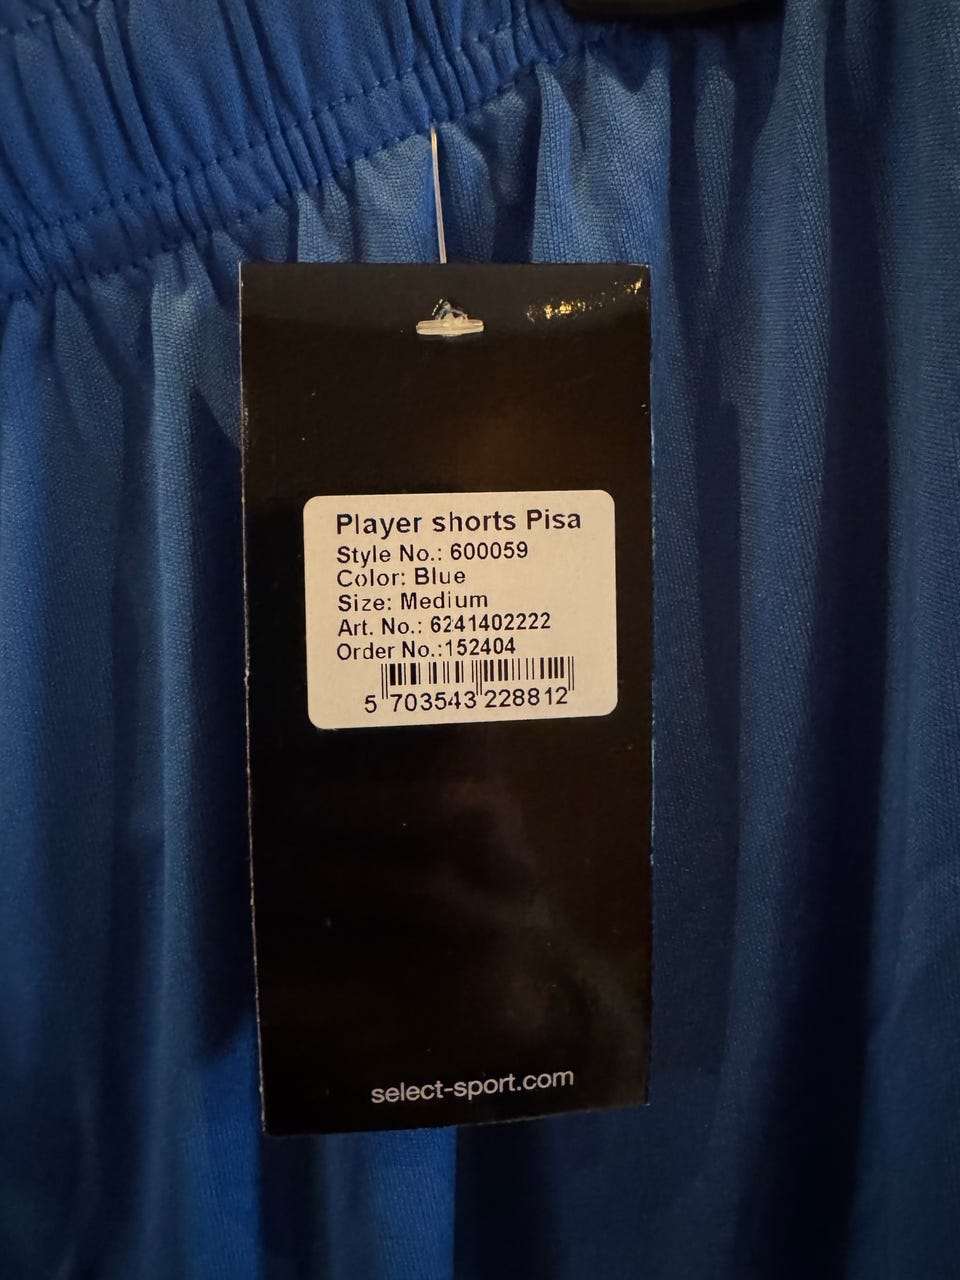 Player shorts Pisa
Style No.: 600059
Color: Blue
Size: Medium
Art. No.: 6241402222
Order No.:152404
5 703543 228812
select-sport.com